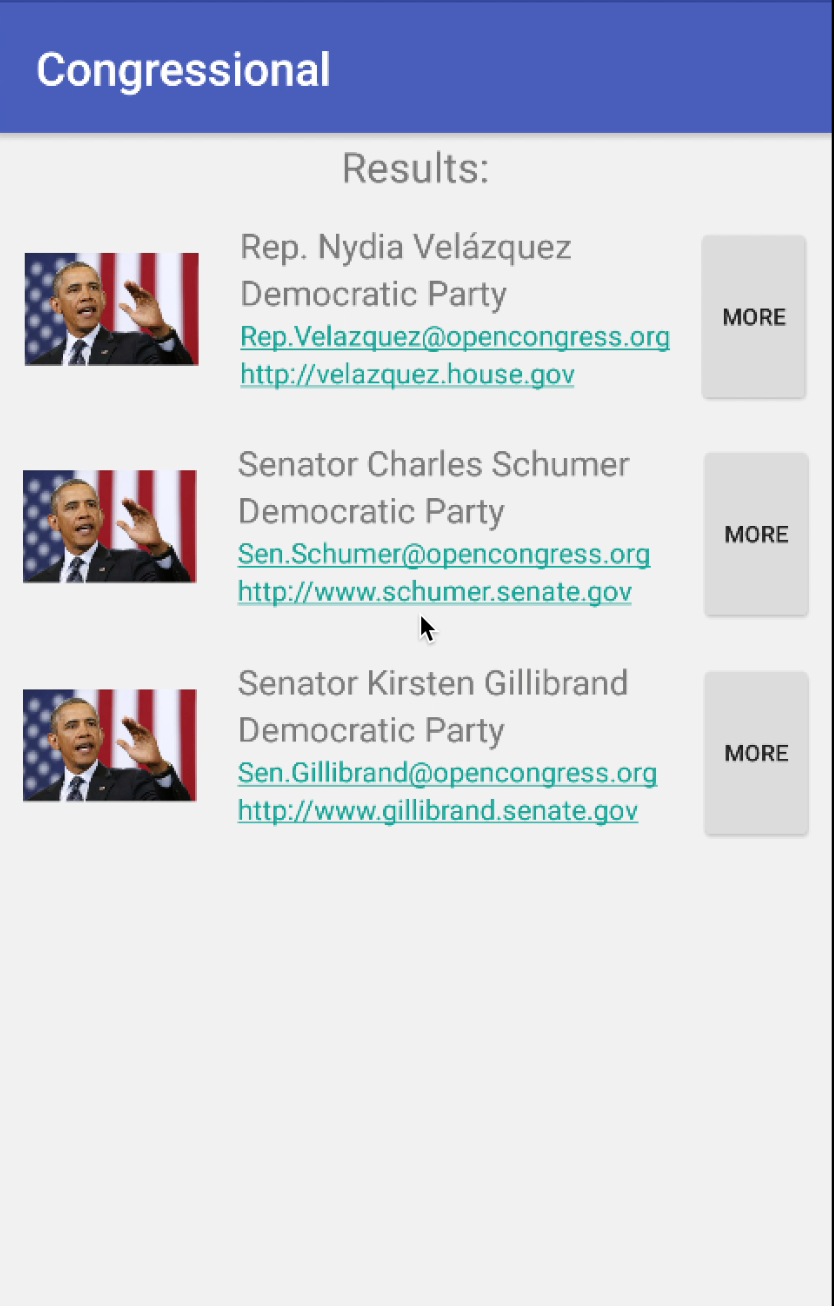 Congressional
Results:
Rep. Nydia Velázquez
Democratic Party
Rep.Velazquez@opencongress.org
http://velazquez.house.gov
MORE
Senator Charles Schumer
Democratic Party
Sen.Schumer@opencongress.org
http://www.schumer.senate.gov
MORE
Senator Kirsten Gillibrand
Democratic Party
Sen.Gillibrand@opencongress.org
http://www.gillibrand.senate.gov
MORE